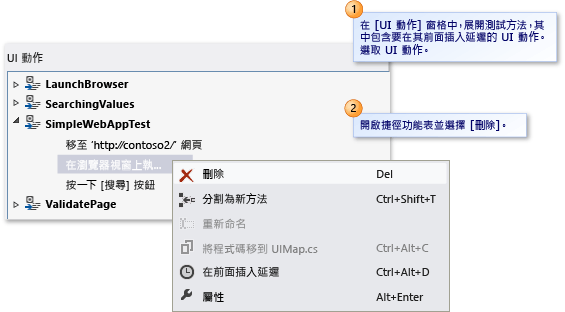 1
在 [UI 動作] 窗格中，展開測試方法，其
中包含要在其前面插入延遲的 UI 動作。
選取 UI 動作。
UI 動作
LaunchBrowser
SearchingValues
2
開啟捷徑功能表並選擇 [刪除]。
SimpleWebAppTest
移至 'http://contoso2/' 網頁
在瀏覽器視窗上執...
按一下 [搜尋] 按鈕
ValidatePage
刪除 Del
分割為新方法 Ctrl+Shift+T
重新命名
將程式碼移到 UIMap.cs Ctrl+Alt+C
在前面插入延遲 Ctrl+Alt+D
屬性 Alt+Enter